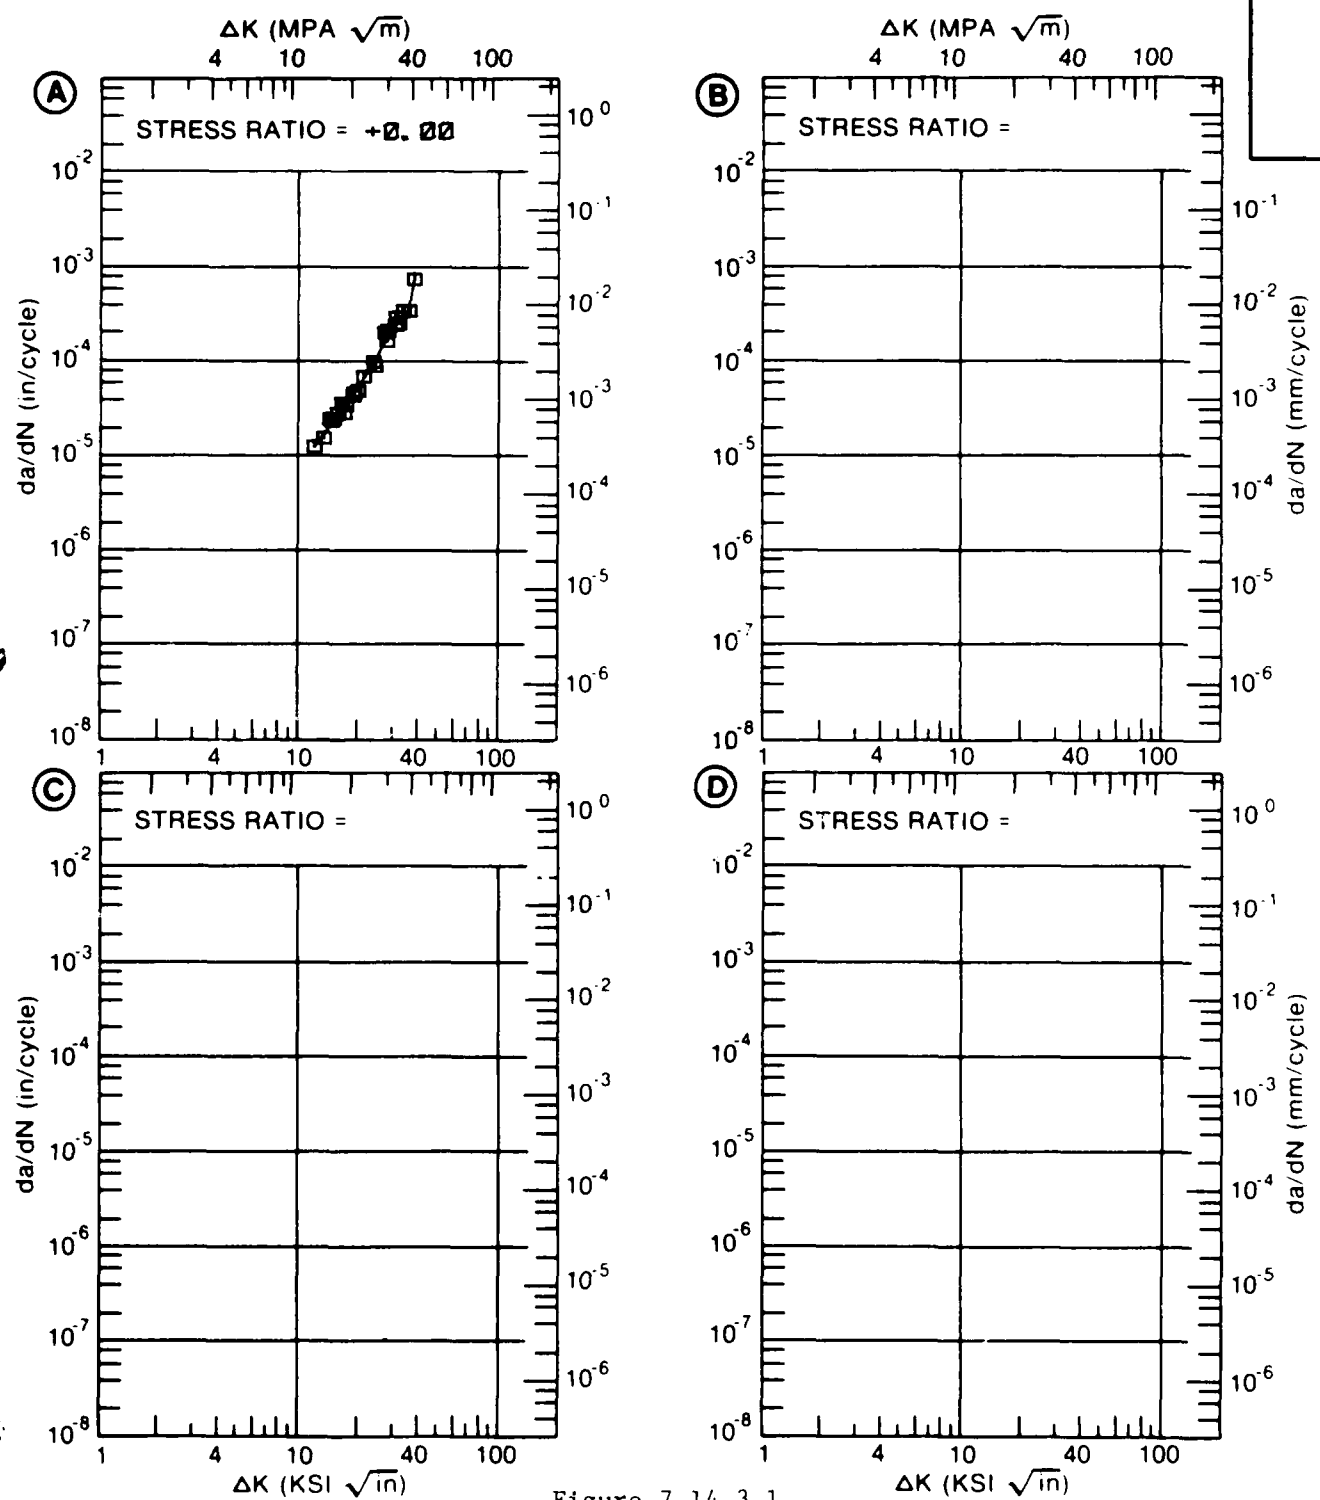 ΔK (MPA √m)
4 10 40 100
A
STRESS RATIO = +0.00
10⁰
10⁻¹
10⁻²
10⁻³
10⁻⁴
10⁻⁵
10⁻⁶
10⁻²
10⁻³
10⁻⁴
10⁻⁵
10⁻⁶
10⁻⁷
10⁻⁸
da/dN (in/cycle)
1 4 10 40 100
ΔK (MPA √m)
4 10 40 100
B
STRESS RATIO =
10⁻²
10⁻³
10⁻⁴
10⁻⁵
10⁻⁶
10⁻⁷
10⁻⁸
10⁻¹
10⁻²
10⁻³
10⁻⁴
10⁻⁵
10⁻⁶
da/dN (mm/cycle)
1 4 10 40 100
C
STRESS RATIO =
10⁻²
10⁻³
10⁻⁴
10⁻⁵
10⁻⁶
10⁻⁷
10⁻⁸
da/dN (in/cycle)
10⁰
10⁻¹
10⁻²
10⁻³
10⁻⁴
10⁻⁵
10⁻⁶
1 4 10 40 100
ΔK (KSI √in)
D
STRESS RATIO =
10⁻²
10⁻³
10⁻⁴
10⁻⁵
10⁻⁶
10⁻⁷
10⁻⁸
10⁰
10⁻¹
10⁻²
10⁻³
10⁻⁴
10⁻⁵
10⁻⁶
da/dN (mm/cycle)
1 4 10 40 100
ΔK (KSI √in)
Figure 7.14.3.1